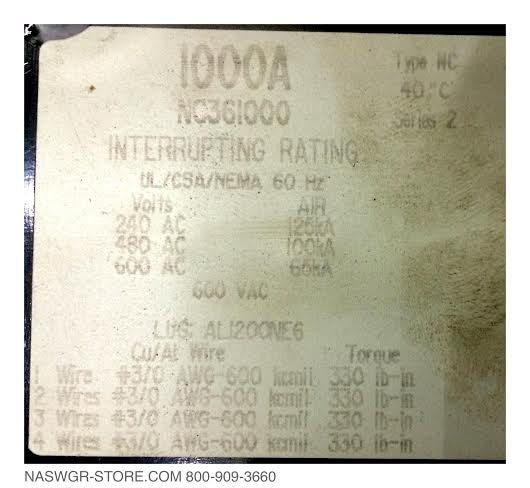 1000A
Type NC
40 °C
NC361000
Series 2
INTERRUPTING RATING
UL/CSA/NEMA 60 Hz
Volts AIR
240 AC 125kA
480 AC 100kA
600 AC 65kA
600 VAC
LUG: AL1200NE6
Cu/Al Wire Torque
1 Wire #3/0 AWG-600 kcmil 330 lb-in
2 Wires #3/0 AWG-600 kcmil 330 lb-in
3 Wires #3/0 AWG-600 kcmil 330 lb-in
4 Wires #3/0 AWG-600 kcmil 330 lb-in
NASWGR-STORE.COM 800-909-3660